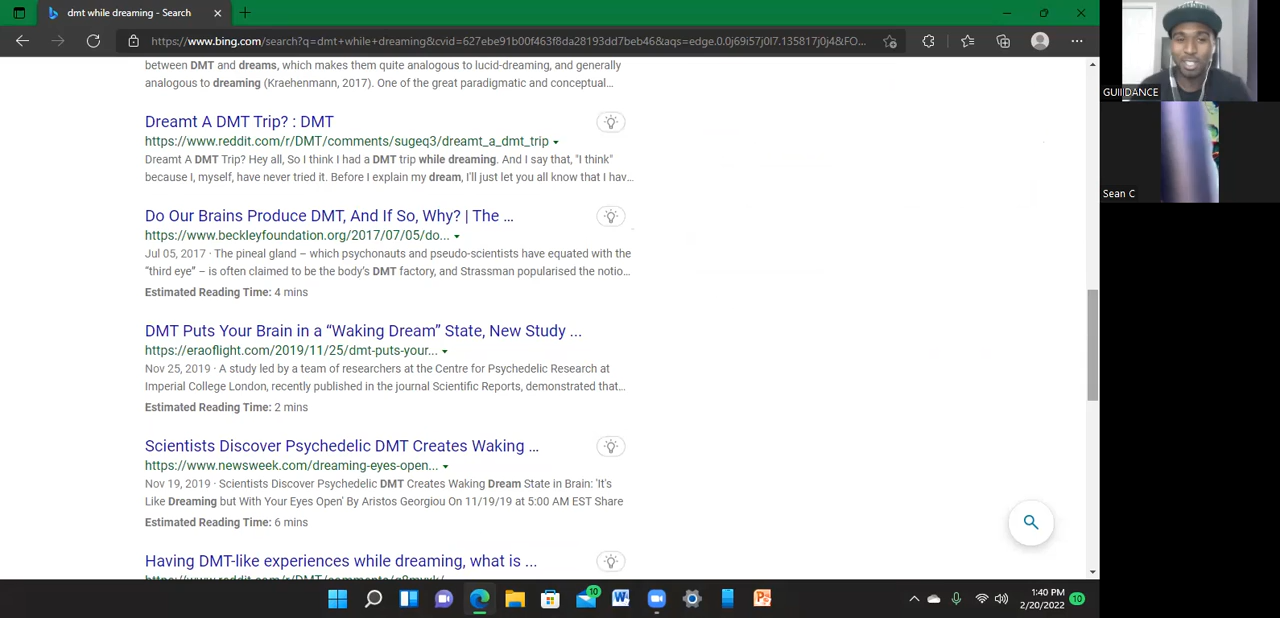 dmt while dreaming - Search
https://www.bing.com/search?q=dmt+while+dreaming&cvid=627ebe91b00f463f8da28193dd7beb46&aqs=edge.0.0j69i57j0l7.135817j0j4&FO...
between DMT and dreams, which makes them quite analogous to lucid-dreaming, and generally
analogous to dreaming (Kraehenmann, 2017). One of the great paradigmatic and conceptual...
Dreamt A DMT Trip? : DMT
https://www.reddit.com/r/DMT/comments/sugeq3/dreamt_a_dmt_trip
Dreamt A DMT Trip? Hey all, So I think I had a DMT trip while dreaming. And I say that, "I think"
because I, myself, have never tried it. Before I explain my dream, I'll just let you all know that I hav...
Do Our Brains Produce DMT, And If So, Why? | The ...
https://www.beckleyfoundation.org/2017/07/05/do...
Jul 05, 2017 · The pineal gland – which psychonauts and pseudo-scientists have equated with the
“third eye” – is often claimed to be the body’s DMT factory, and Strassman popularised the notio...
Estimated Reading Time: 4 mins
DMT Puts Your Brain in a “Waking Dream” State, New Study ...
https://eraoflight.com/2019/11/25/dmt-puts-your...
Nov 25, 2019 · A study led by a team of researchers at the Centre for Psychedelic Research at
Imperial College London, recently published in the journal Scientific Reports, demonstrated that...
Estimated Reading Time: 2 mins
Scientists Discover Psychedelic DMT Creates Waking ...
https://www.newsweek.com/dreaming-eyes-open...
Nov 19, 2019 · Scientists Discover Psychedelic DMT Creates Waking Dream State in Brain: 'It's
Like Dreaming but With Your Eyes Open' By Aristos Georgiou On 11/19/19 at 5:00 AM EST Share
Estimated Reading Time: 6 mins
Having DMT-like experiences while dreaming, what is ...
GUIIIDANCE
Sean C
10
1:40 PM
2/20/2022
10